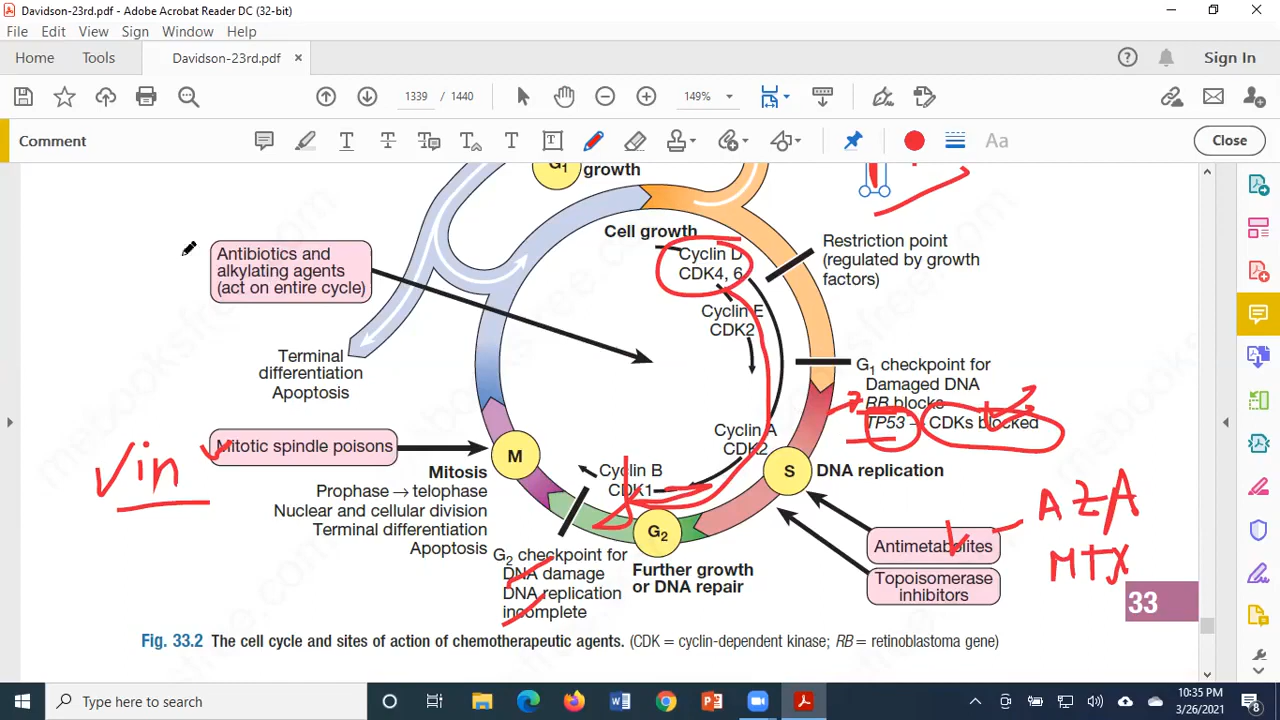 Davidson-23rd.pdf - Adobe Acrobat Reader DC (32-bit)
File Edit View Sign Window Help
Home Tools Davidson-23rd.pdf × Sign In
1339 / 1440 149%
Comment Close
G1 growth
Cell growth
Cyclin D
CDK4, 6
Cyclin E
CDK2
Cyclin A
CDK2
Cyclin B
CDK1
Antibiotics and
alkylating agents
(act on entire cycle)
Restriction point
(regulated by growth
factors)
Terminal
differentiation
Apoptosis
G1 checkpoint for
Damaged DNA
RB blocks
TP53 → CDKs blocked
Vin
Mitotic spindle poisons
M
Mitosis
Prophase → telophase
Nuclear and cellular division
Terminal differentiation
Apoptosis
S
DNA replication
G2
Further growth
or DNA repair
G2 checkpoint for
DNA damage
DNA replication
incomplete
Antimetabolites
Topoisomerase
inhibitors
AZA
MTX
33
Fig. 33.2 The cell cycle and sites of action of chemotherapeutic agents. (CDK = cyclin-dependent kinase; RB = retinoblastoma gene)
Type here to search
10:35 PM
3/26/2021
8